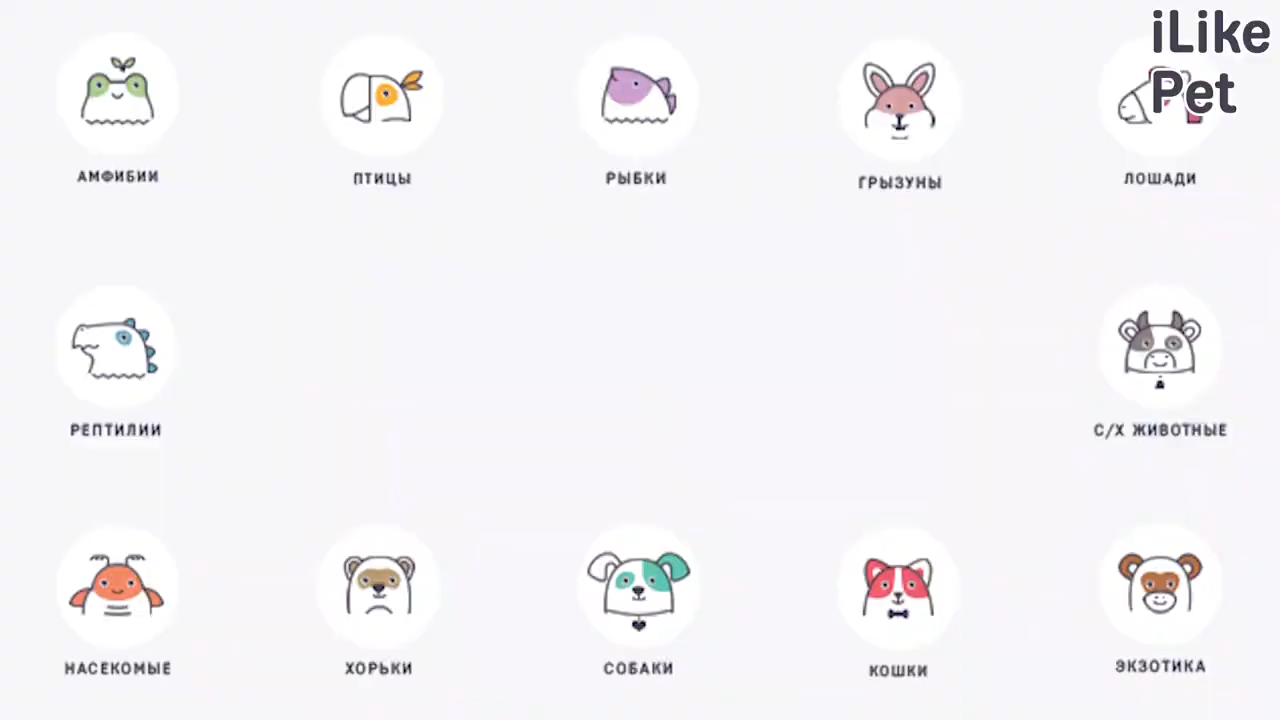 iLike
Pet
АМФИБИИ
ПТИЦЫ
РЫБКИ
ГРЫЗУНЫ
ЛОШАДИ
РЕПТИЛИИ
С/Х ЖИВОТНЫЕ
НАСЕКОМЫЕ
ХОРЬКИ
СОБАКИ
КОШКИ
ЭКЗОТИКА